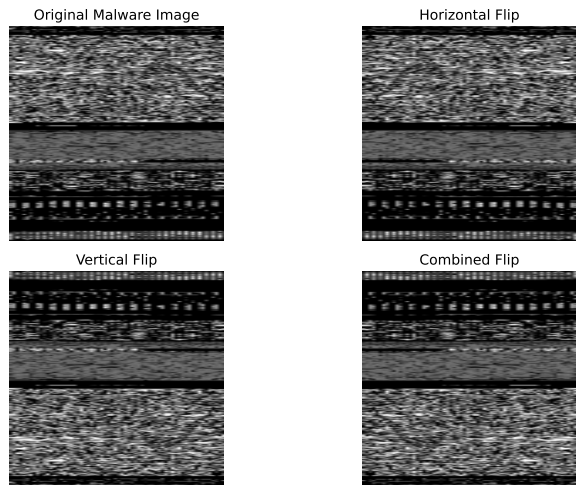 Original Malware Image
Horizontal Flip
Vertical Flip
Combined Flip